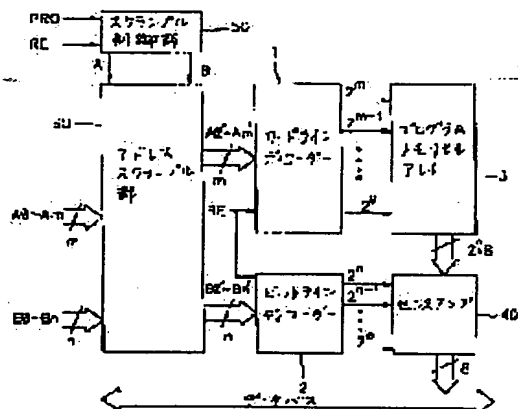 PRO
RE
スクランブル
制御部
50
A
B
60
アドレス
スクランブル
部
A0~Am
m
B0~Bn
n
A0'~Am'
m
RE
B0'~Bn'
n
1
ワードライン
デコーダー
2^m
2^m-1
2^0
プログラム
メモリセル
アレイ
3
2^n・8
ビットライン
デコーダー
2
2^n
2^n-1
2^0
センスアンプ
40
8
データバス